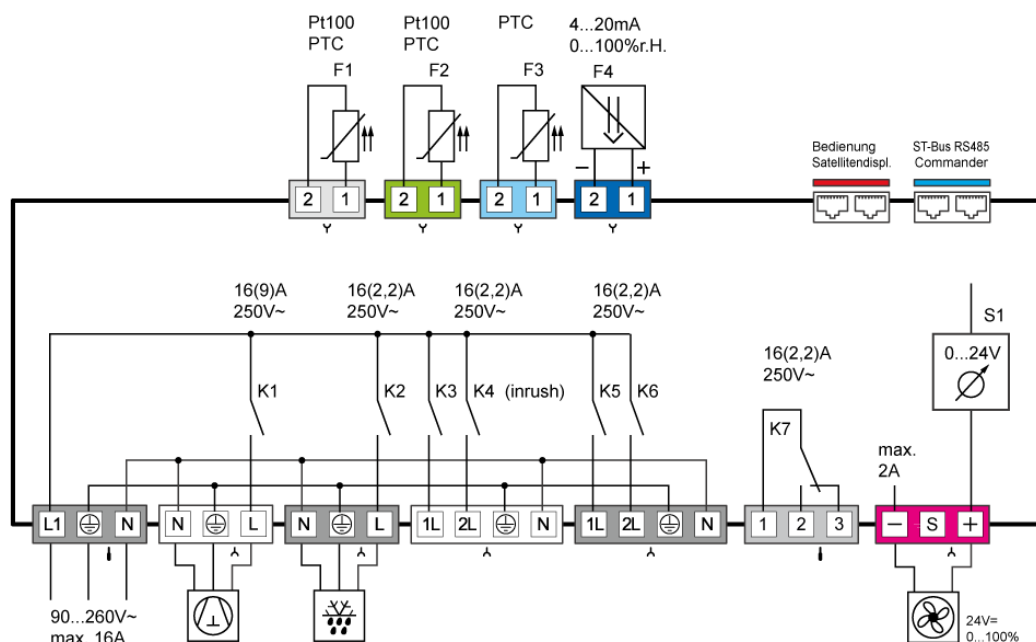 Pt100
PTC
Pt100
PTC
PTC
4...20mA
0...100%r.H.
F1
F2
F3
F4
− +
2 1
2 1
2 1
2 1
Bedienung
Satellitendispl.
ST-Bus RS485
Commander
16(9)A
250V~
16(2,2)A
250V~
16(2,2)A
250V~
16(2,2)A
250V~
K1
K2
K3
K4 (inrush)
K5
K6
16(2,2)A
250V~
K7
S1
0...24V
max.
2A
L1 N
N L
N L
1L 2L N
1L 2L N
1 2 3
− S +
90...260V~
max. 16A
24V=
0...100%